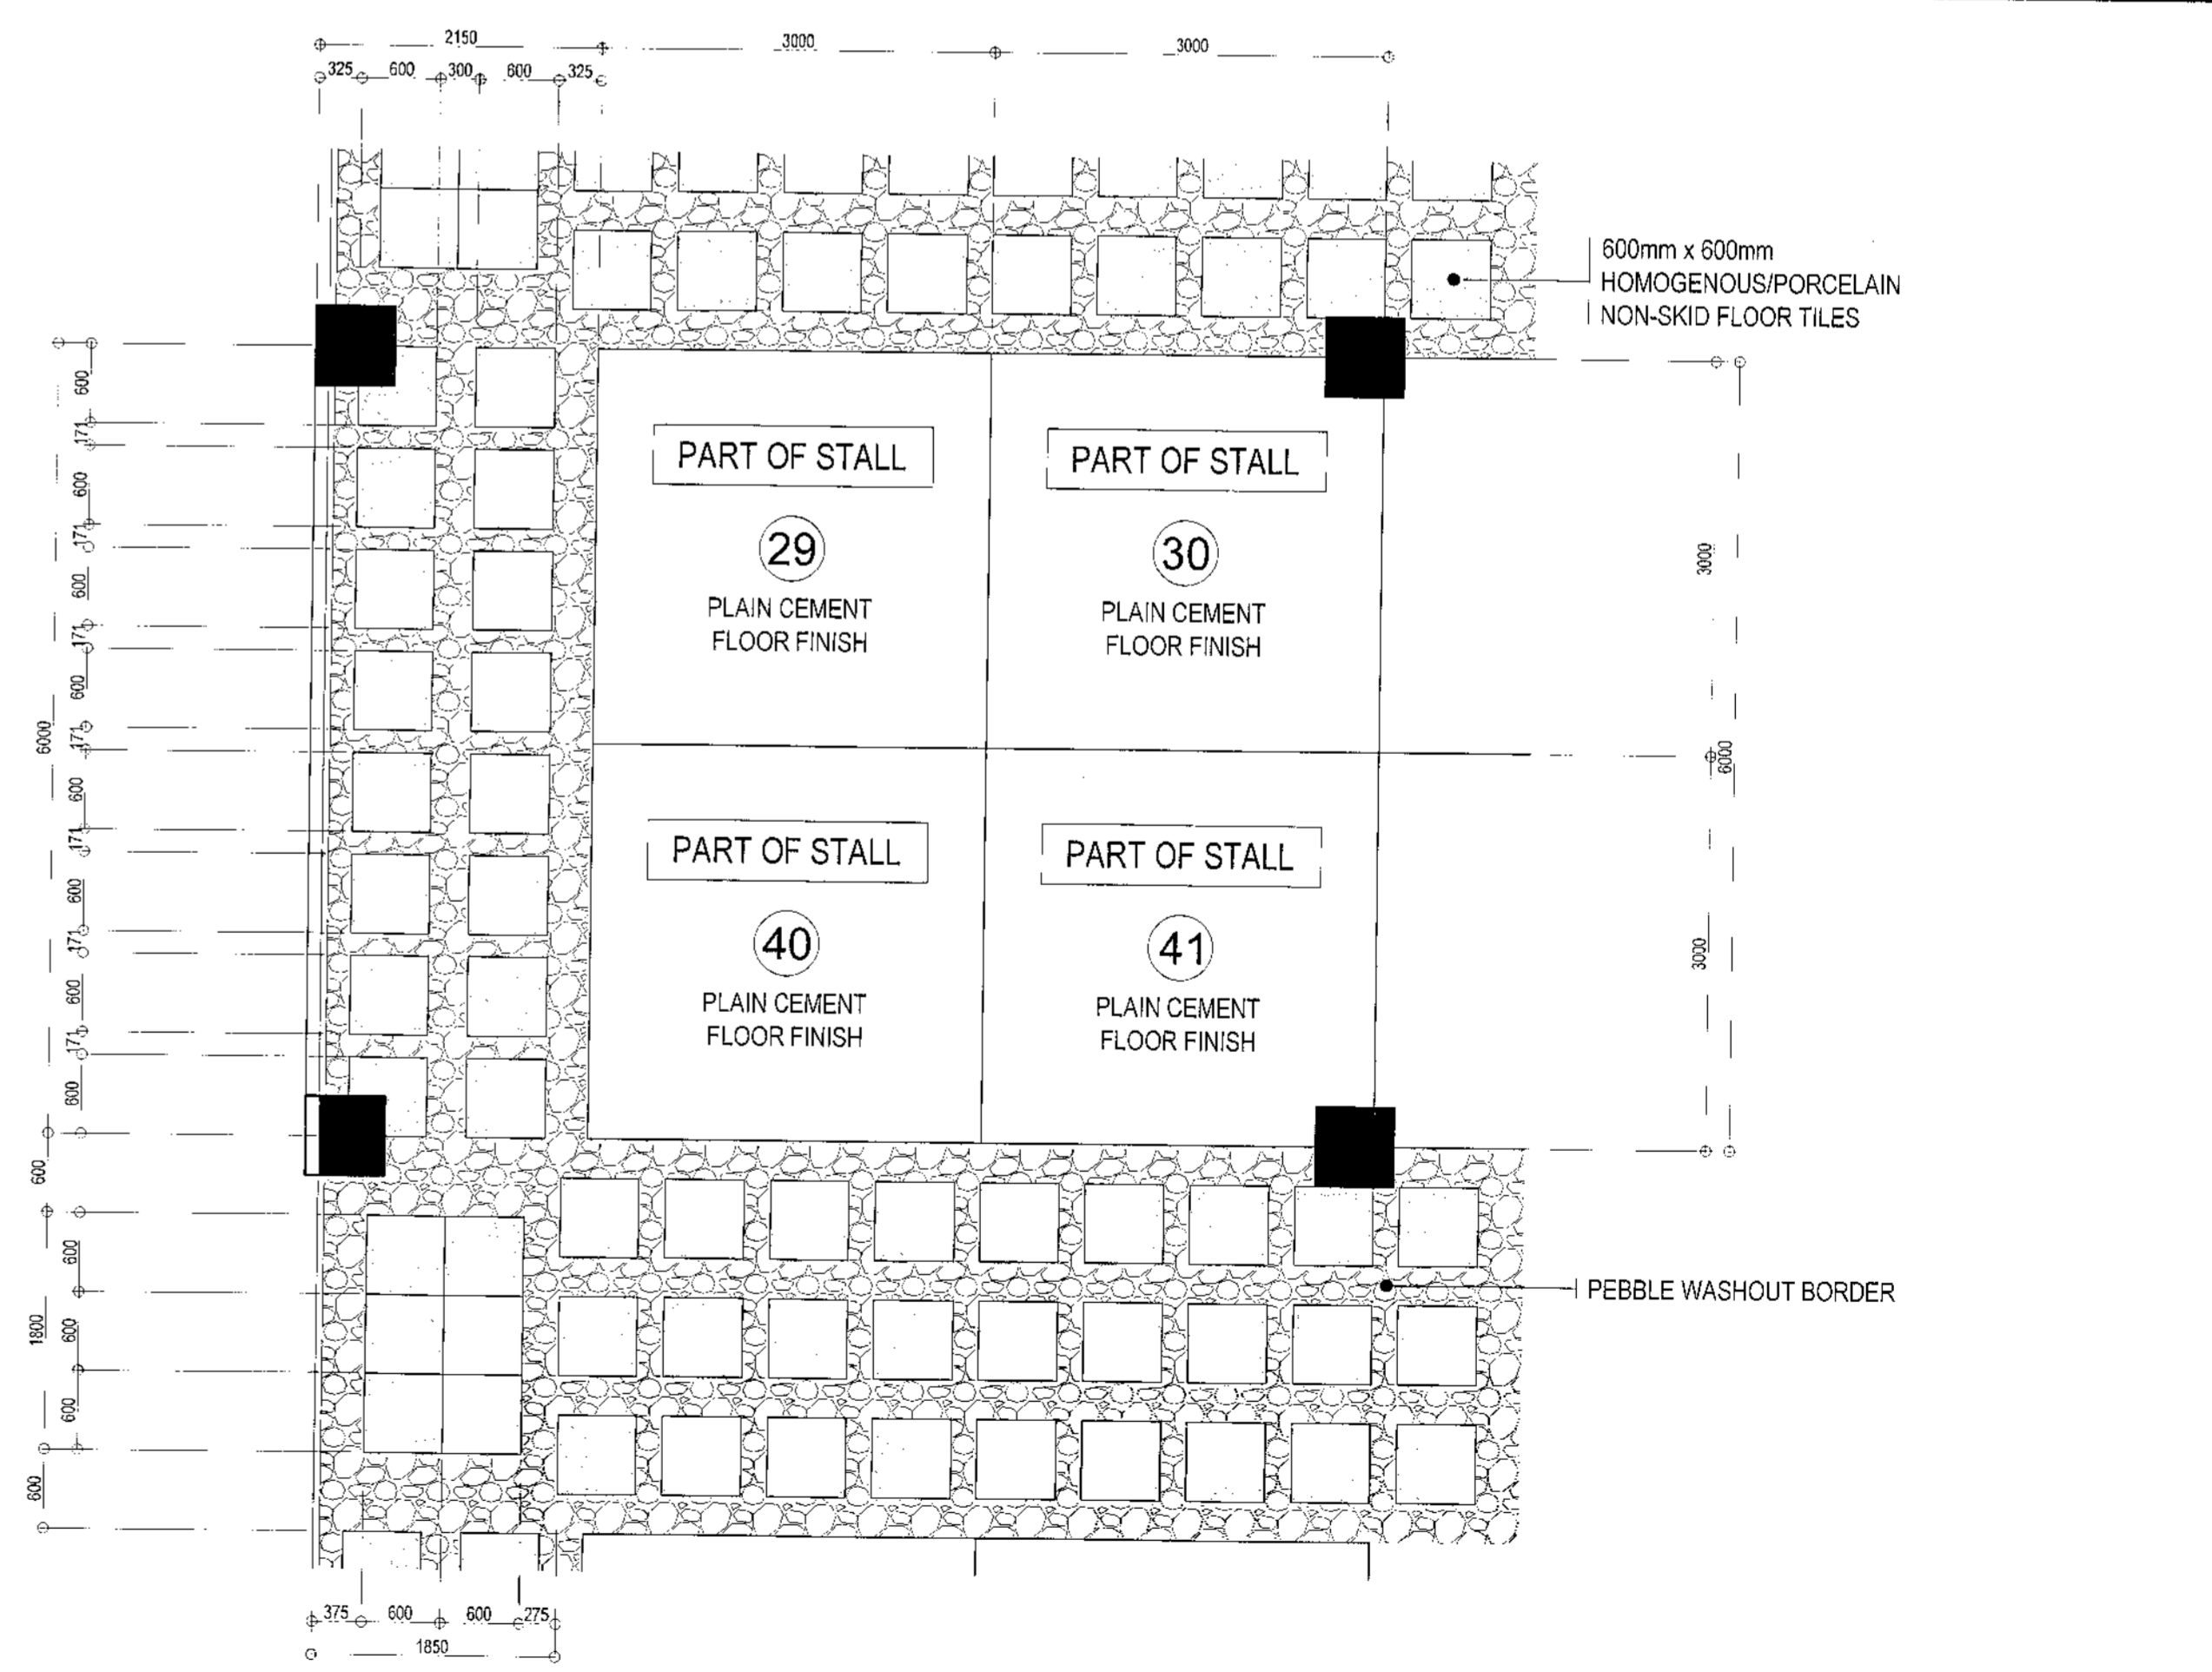 2150 3000 3000
325 600 300 600 325
600mm x 600mm
HOMOGENOUS/PORCELAIN
NON-SKID FLOOR TILES
PART OF STALL
29
PLAIN CEMENT
FLOOR FINISH
PART OF STALL
30
PLAIN CEMENT
FLOOR FINISH
PART OF STALL
40
PLAIN CEMENT
FLOOR FINISH
PART OF STALL
41
PLAIN CEMENT
FLOOR FINISH
600
171
600
171
600
171
600
171
600
171
600
171
600
171
600
6000
600
1800
600
600
600
600
3000
6000
3000
PEBBLE WASHOUT BORDER
375 600 600 275
1850